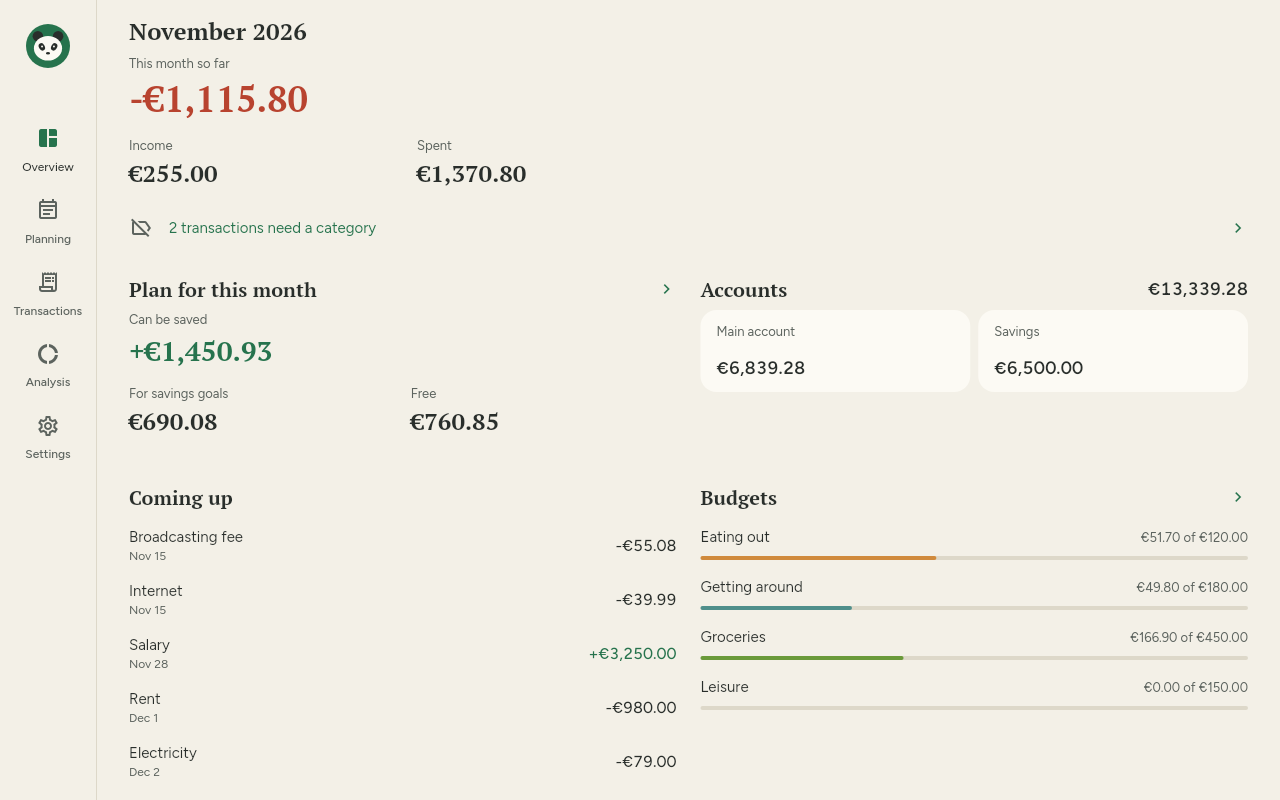 Overview
Planning
Transactions
Analysis
Settings
November 2026
This month so far
-€1,115.80
Income
€255.00
Spent
€1,370.80
2 transactions need a category
Plan for this month
Can be saved
+€1,450.93
For savings goals
€690.08
Free
€760.85
Accounts
€13,339.28
Main account
€6,839.28
Savings
€6,500.00
Coming up
Broadcasting fee
Nov 15
-€55.08
Internet
Nov 15
-€39.99
Salary
Nov 28
+€3,250.00
Rent
Dec 1
-€980.00
Electricity
Dec 2
-€79.00
Budgets
Eating out
€51.70 of €120.00
Getting around
€49.80 of €180.00
Groceries
€166.90 of €450.00
Leisure
€0.00 of €150.00